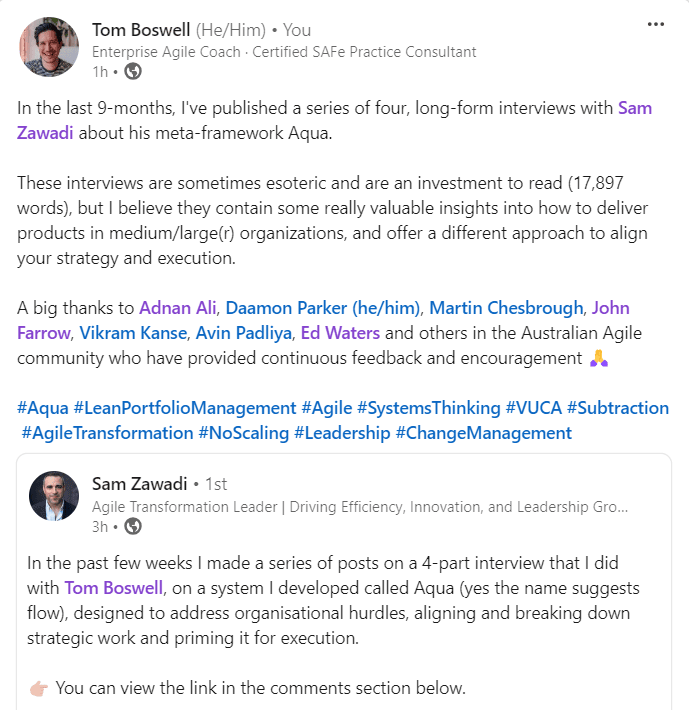 Tom Boswell (He/Him) • You
Enterprise Agile Coach · Certified SAFe Practice Consultant
1h •
In the last 9-months, I've published a series of four, long-form interviews with Sam
Zawadi about his meta-framework Aqua.
These interviews are sometimes esoteric and are an investment to read (17,897
words), but I believe they contain some really valuable insights into how to deliver
products in medium/large(r) organizations, and offer a different approach to align
your strategy and execution.
A big thanks to Adnan Ali, Daamon Parker (he/him), Martin Chesbrough, John
Farrow, Vikram Kanse, Avin Padliya, Ed Waters and others in the Australian Agile
community who have provided continuous feedback and encouragement 🙏
#Aqua #LeanPortfolioManagement #Agile #SystemsThinking #VUCA #Subtraction
#AgileTransformation #NoScaling #Leadership #ChangeManagement
Sam Zawadi • 1st
Agile Transformation Leader | Driving Efficiency, Innovation, and Leadership Gro...
3h •
In the past few weeks I made a series of posts on a 4-part interview that I did
with Tom Boswell, on a system I developed called Aqua (yes the name suggests
flow), designed to address organisational hurdles, aligning and breaking down
strategic work and priming it for execution.
👉 You can view the link in the comments section below.